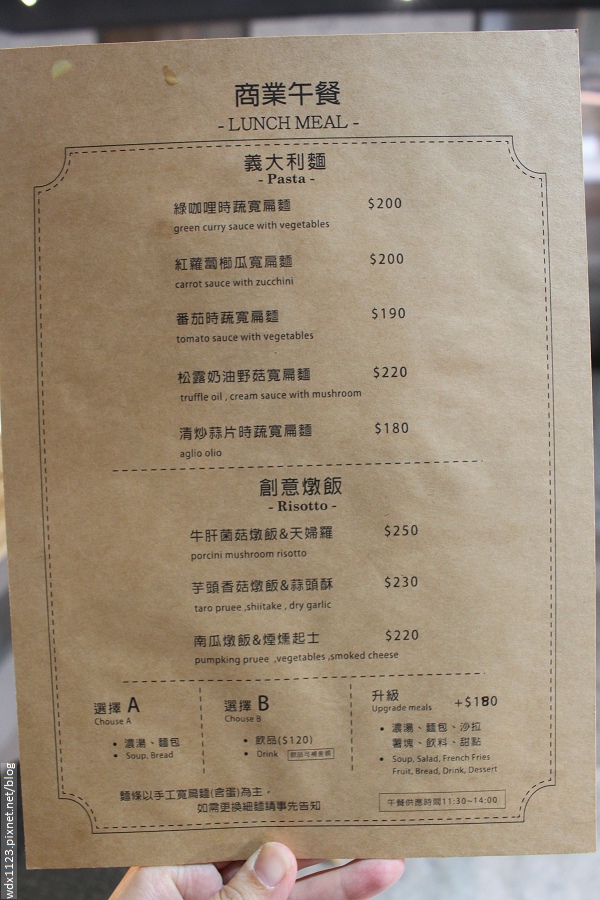 商業午餐
- LUNCH MEAL -
義大利麵
- Pasta -
綠咖哩時蔬寬扁麵 $200
green curry sauce with vegetables
紅蘿蔔櫛瓜寬扁麵 $200
carrot sauce with zucchini
番茄時蔬寬扁麵 $190
tomato sauce with vegetables
松露奶油野菇寬扁麵 $220
truffle oil , cream sauce with mushroom
清炒蒜片時蔬寬扁麵 $180
aglio olio
創意燉飯
- Risotto -
牛肝菌菇燉飯&天婦羅 $250
porcini mushroom risotto
芋頭香菇燉飯&蒜頭酥 $230
taro pruee ,shiitake , dry garlic
南瓜燉飯&煙燻起士 $220
pumpking pruee ,vegetables ,smoked cheese
選擇 A
Chouse A
• 濃湯、麵包
• Soup, Bread
選擇 B
Chouse B
• 飲品($120)
• Drink
升級 +$180
Upgrade meals
• 濃湯、麵包、沙拉
薯塊、飲料、甜點
• Soup, Salad, French Fries
Fruit, Bread, Drink, Dessert
麵條以手工寬扁麵(含蛋)為主，
如需更換細麵請事先告知
午餐供應時間11:30~14:00
wdx1123.pixnet.net/blog